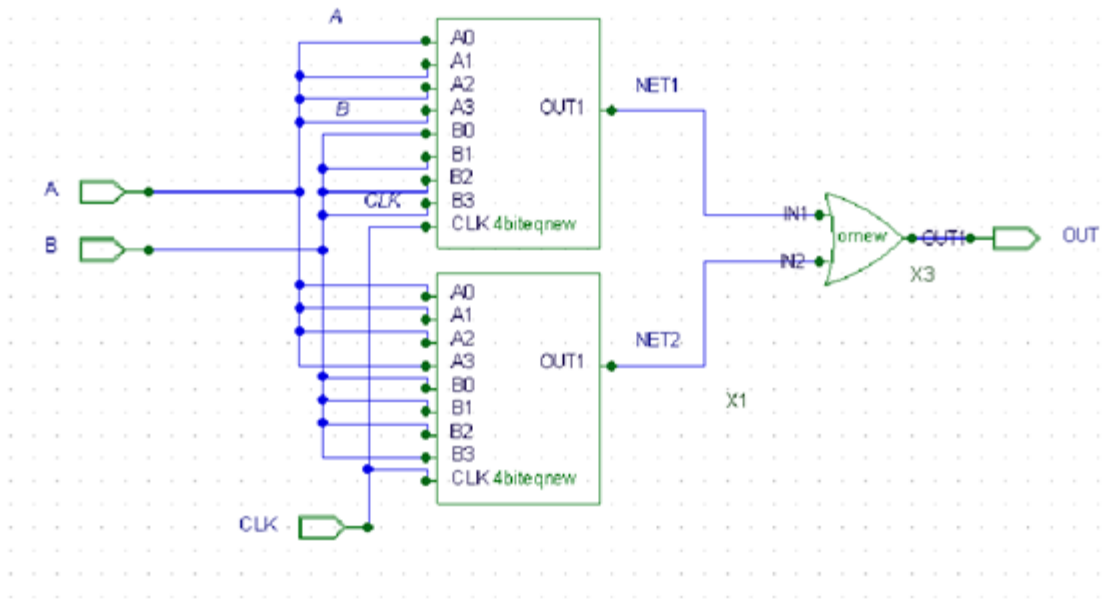 A
A0
A1
A2
B
A3
OUT1
NET1
B0
B1
B2
CLK
B3
CLK 4biteqnew
A
B
IN1
ornew
OUT1
OUT
IN2
X3
A0
A1
A2
A3
OUT1
NET2
B0
B1
B2
B3
CLK 4biteqnew
X1
CLK